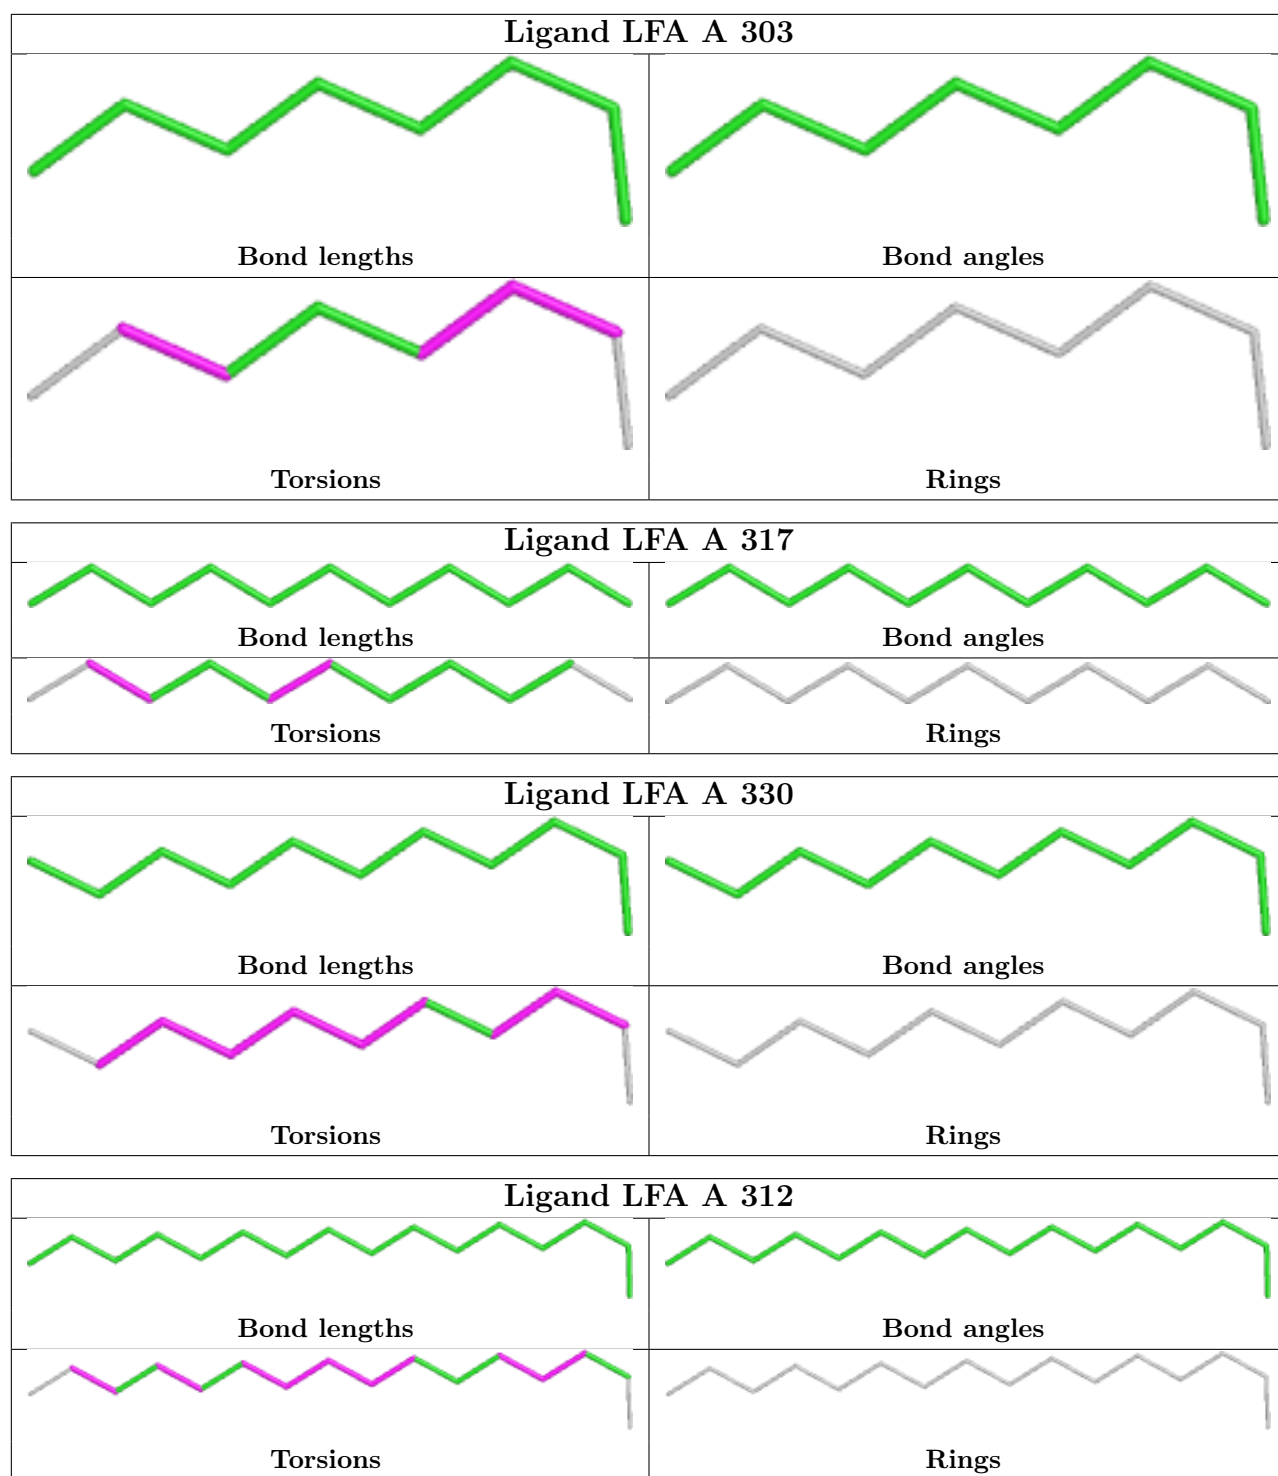 Ligand LFA A 303
Bond lengths
Bond angles
Torsions
Rings
Ligand LFA A 317
Bond lengths
Bond angles
Torsions
Rings
Ligand LFA A 330
Bond lengths
Bond angles
Torsions
Rings
Ligand LFA A 312
Bond lengths
Bond angles
Torsions
Rings